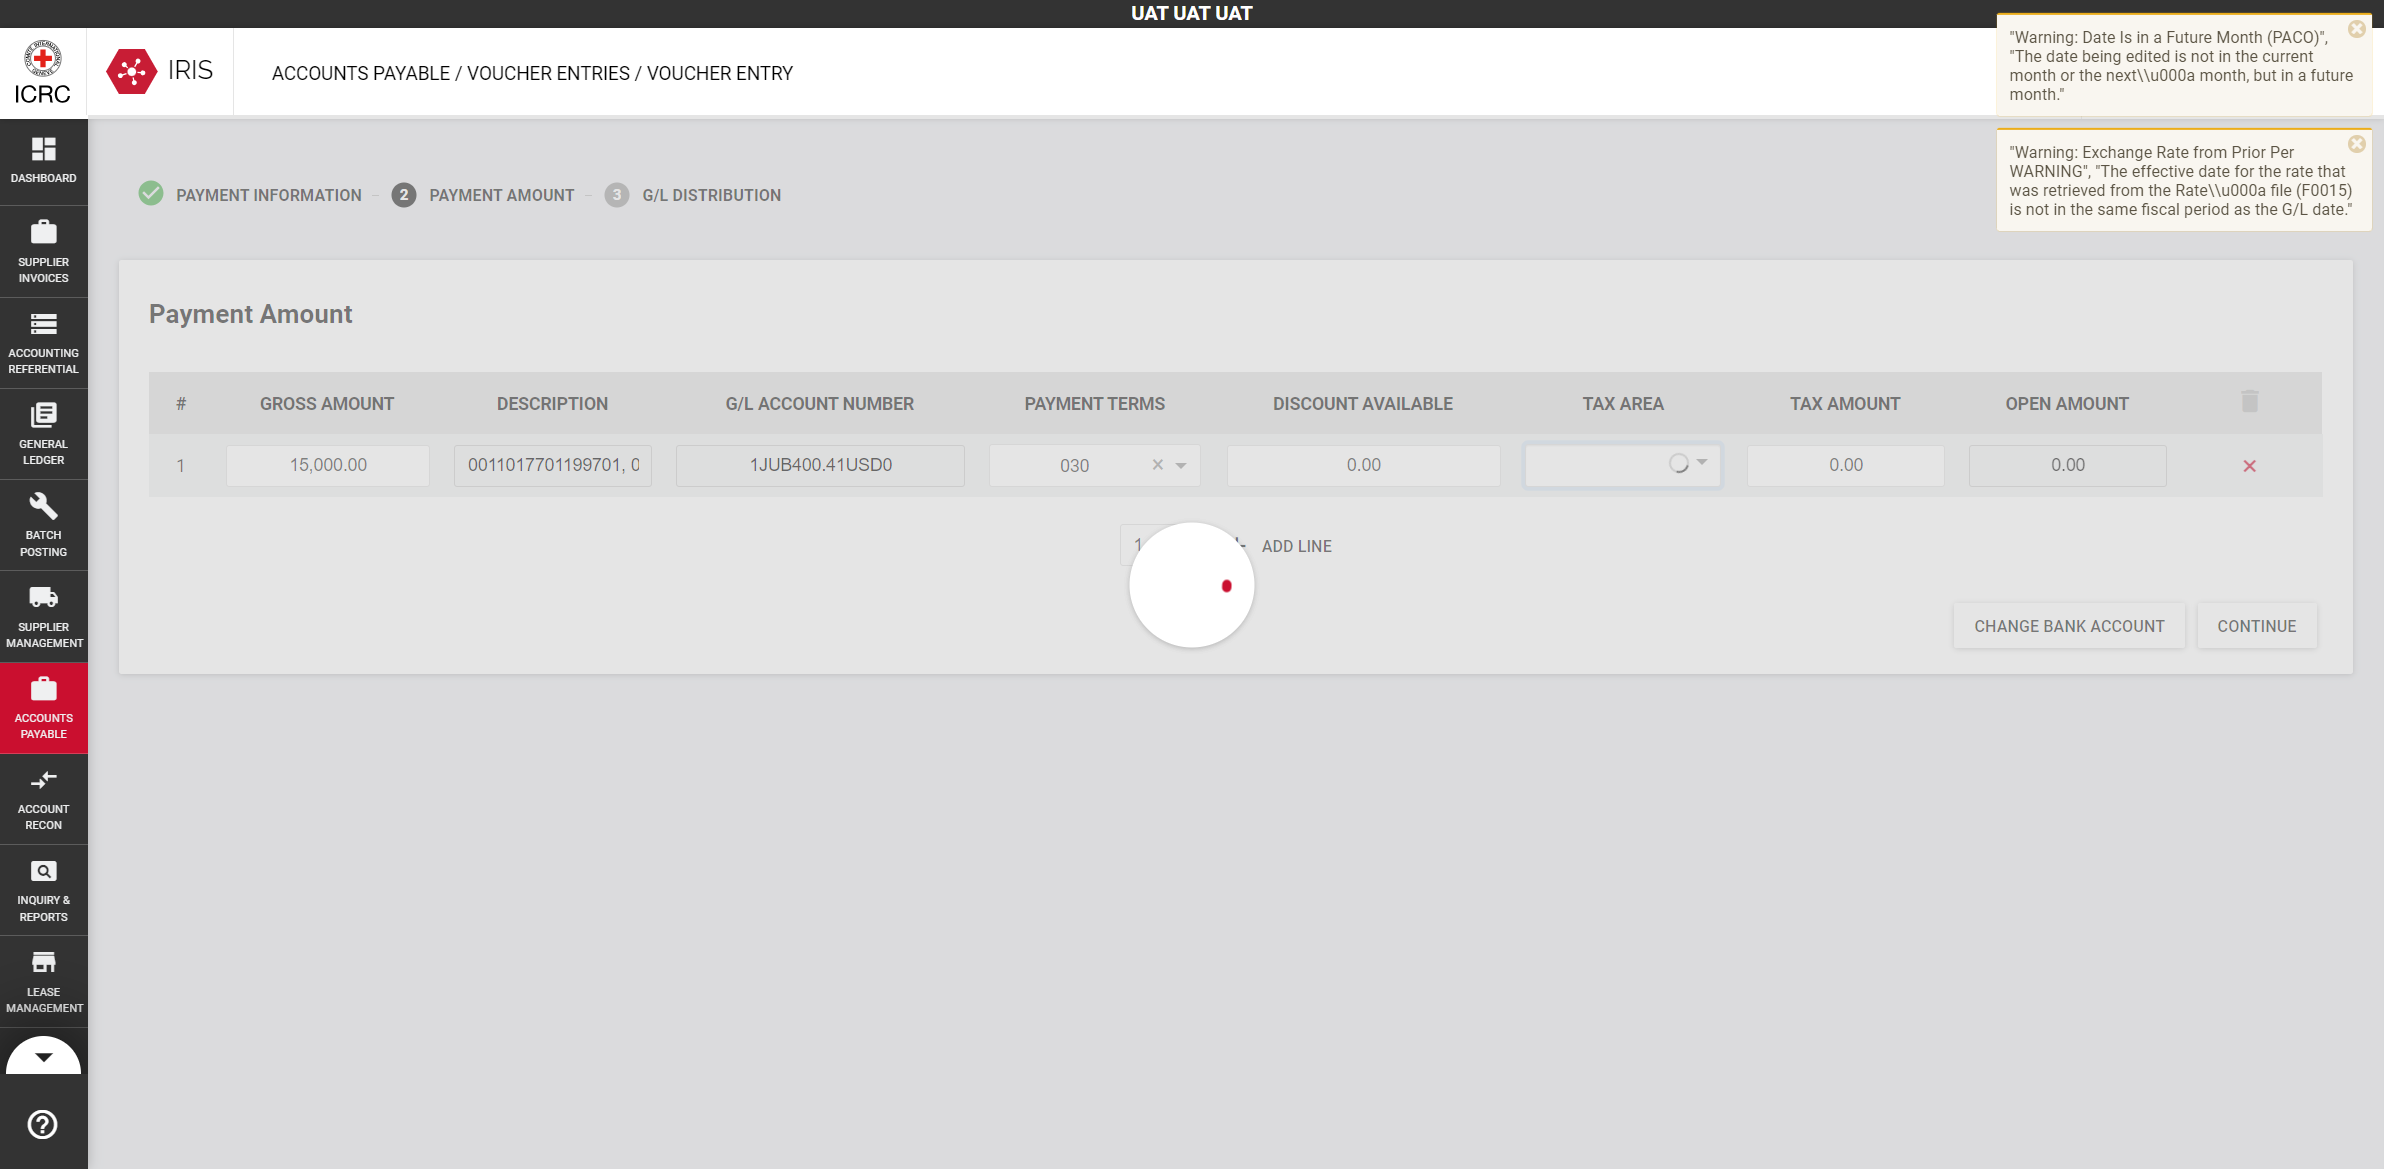 UAT UAT UAT
ICRC
IRIS
ACCOUNTS PAYABLE / VOUCHER ENTRIES / VOUCHER ENTRY
"Warning: Date Is in a Future Month (PACO)",
"The date being edited is not in the current
month or the next\\u000a month, but in a future
month."
"Warning: Exchange Rate from Prior Per
WARNING", "The effective date for the rate that
was retrieved from the Rate\\u000a file (F0015)
is not in the same fiscal period as the G/L date."
DASHBOARD
SUPPLIER
INVOICES
ACCOUNTING
REFERENTIAL
GENERAL
LEDGER
BATCH
POSTING
SUPPLIER
MANAGEMENT
ACCOUNTS
PAYABLE
ACCOUNT
RECON
INQUIRY &
REPORTS
LEASE
MANAGEMENT
PAYMENT INFORMATION - 2 PAYMENT AMOUNT - 3 G/L DISTRIBUTION
Payment Amount
# GROSS AMOUNT DESCRIPTION G/L ACCOUNT NUMBER PAYMENT TERMS DISCOUNT AVAILABLE TAX AREA TAX AMOUNT OPEN AMOUNT
1 15,000.00 0011017701199701, 0 1JUB400.41USD0 030 0.00 0.00 0.00
1 ADD LINE
CHANGE BANK ACCOUNT CONTINUE